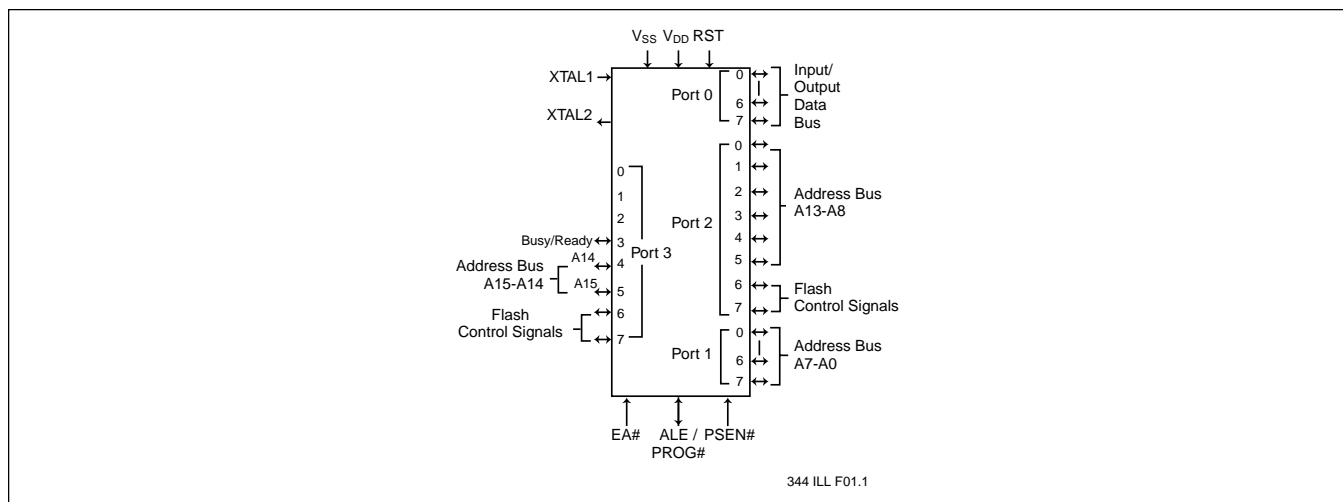 VSS VDD RST
XTAL1
XTAL2
Port 0
0
6
7
Input/
Output
Data
Bus
Port 2
0
1
2
3
4
5
6
7
Address Bus
A13-A8
Flash
Control Signals
Port 3
0
1
2
3
4
5
6
7
Busy/Ready
A14
A15
Address Bus
A15-A14
Flash
Control Signals
Port 1
0
6
7
Address Bus
A7-A0
EA#
ALE /
PROG#
PSEN#
344 ILL F01.1